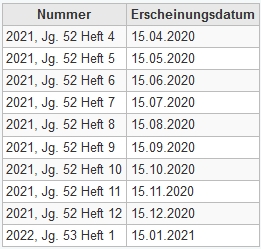 Nummer Erscheinungsdatum
2021, Jg. 52 Heft 4 15.04.2020
2021, Jg. 52 Heft 5 15.05.2020
2021, Jg. 52 Heft 6 15.06.2020
2021, Jg. 52 Heft 7 15.07.2020
2021, Jg. 52 Heft 8 15.08.2020
2021, Jg. 52 Heft 9 15.09.2020
2021, Jg. 52 Heft 10 15.10.2020
2021, Jg. 52 Heft 11 15.11.2020
2021, Jg. 52 Heft 12 15.12.2020
2022, Jg. 53 Heft 1 15.01.2021